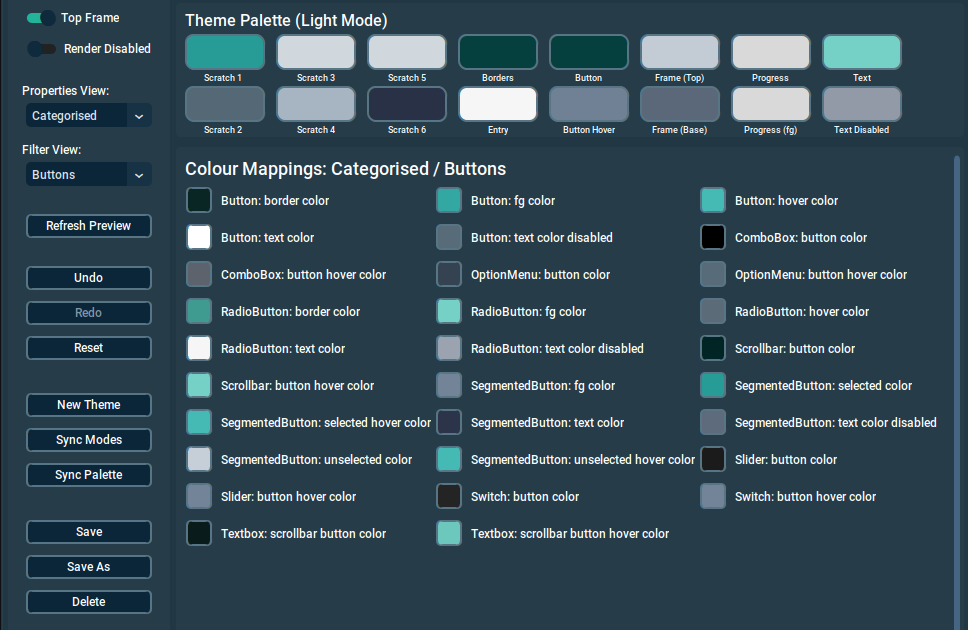 Top Frame
Render Disabled
Properties View:
Categorised
Filter View:
Buttons
Refresh Preview
Undo
Redo
Reset
New Theme
Sync Modes
Sync Palette
Save
Save As
Delete
Theme Palette (Light Mode)
Scratch 1 Scratch 3 Scratch 5 Borders Button Frame (Top) Progress Text
Scratch 2 Scratch 4 Scratch 6 Entry Button Hover Frame (Base) Progress (fg) Text Disabled
Colour Mappings: Categorised / Buttons
Button: border color Button: fg color Button: hover color
Button: text color Button: text color disabled ComboBox: button color
ComboBox: button hover color OptionMenu: button color OptionMenu: button hover color
RadioButton: border color RadioButton: fg color RadioButton: hover color
RadioButton: text color RadioButton: text color disabled Scrollbar: button color
Scrollbar: button hover color SegmentedButton: fg color SegmentedButton: selected color
SegmentedButton: selected hover color SegmentedButton: text color SegmentedButton: text color disabled
SegmentedButton: unselected color SegmentedButton: unselected hover color Slider: button color
Slider: button hover color Switch: button color Switch: button hover color
Textbox: scrollbar button color Textbox: scrollbar button hover color